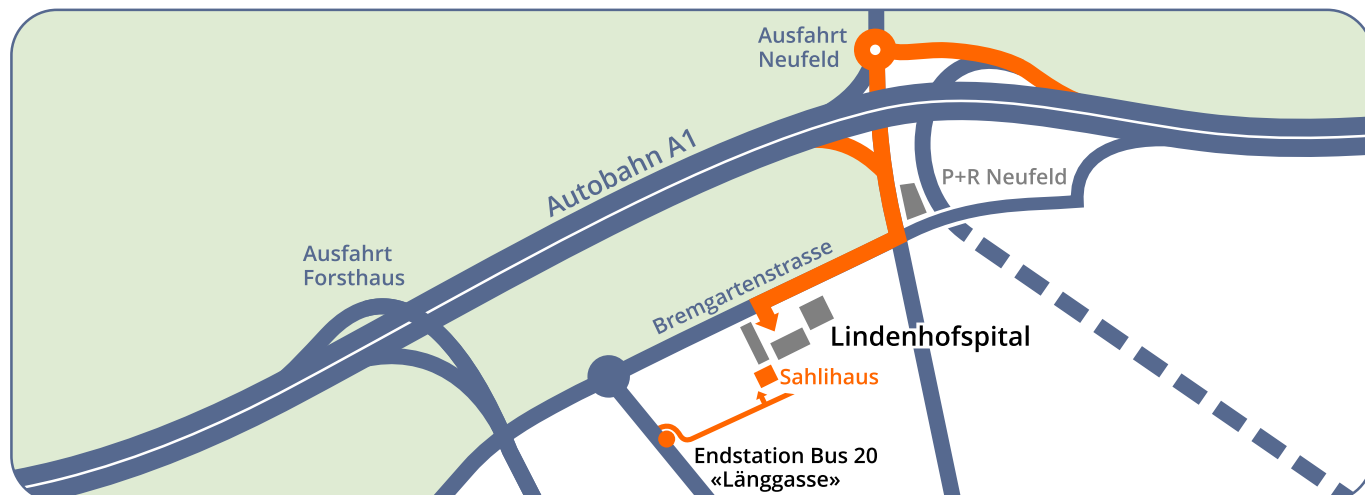 Ausfahrt
Neufeld
Autobahn A1
P+R Neufeld
Ausfahrt
Forsthaus
Bremgartenstrasse
Lindenhofspital
Sahlihaus
Endstation Bus 20
«Länggasse»